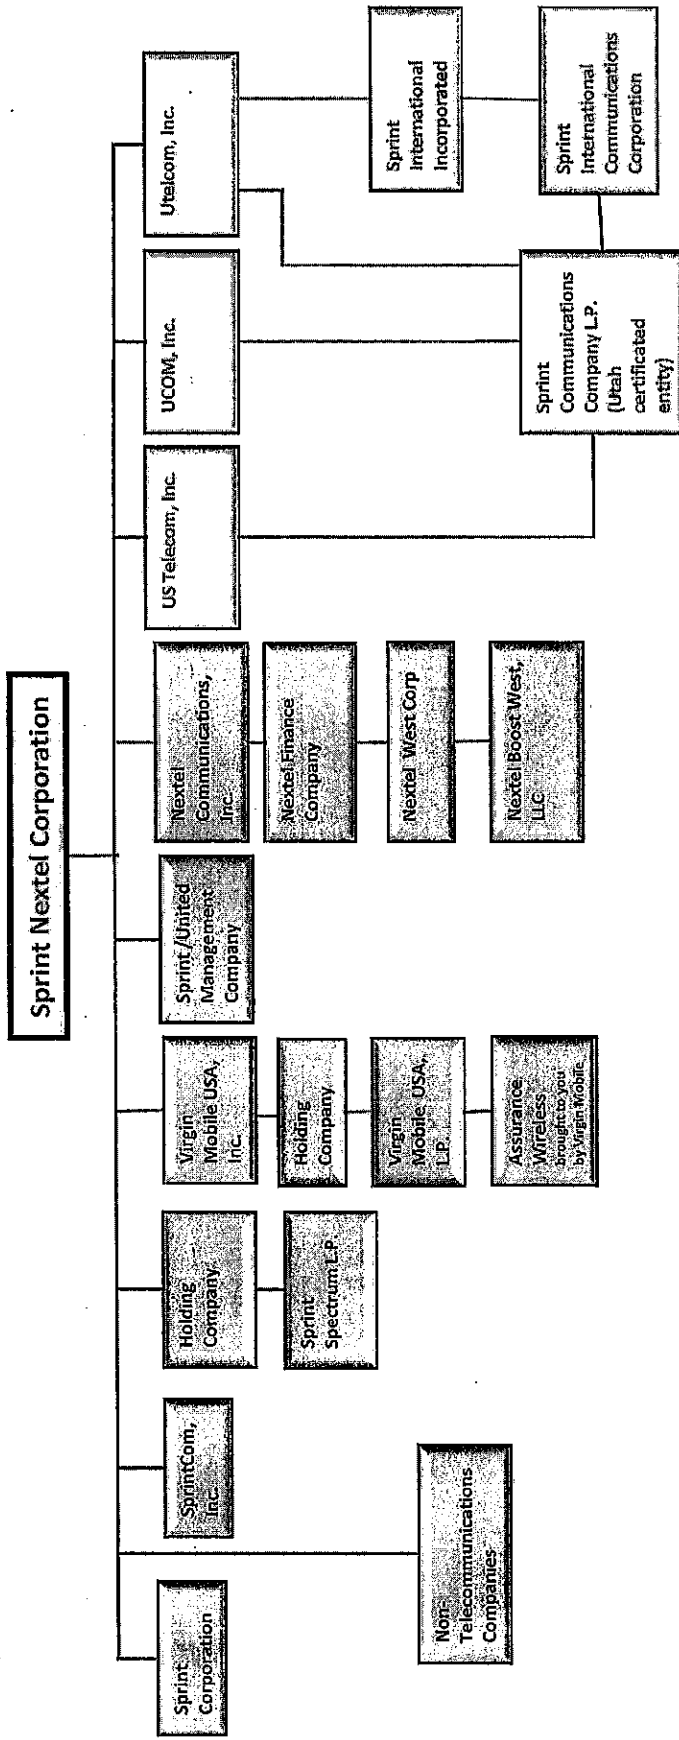 Sprint Nextel Corporation
Sprint
Corporation
SprintCom,
Inc.
Non-
Telecommunications
Companies
Holding
Company
Sprint
Spectrum L.P.
Virgin
Mobile USA,
Inc.
Holding
Company
Virgin
Mobile USA,
L.P.
Assurance
Wireless
brought to you
by Virgin Mobile
Sprint/United
Management
Company
Nextel
Communications,
Inc.
Nextel Finance
Company
Nextel West Corp
Nextel Boost West,
LLC
US Telecom, Inc.
UCOM, Inc.
Utelcom, Inc.
Sprint
International
Incorporated
Sprint
International
Communications
Corporation
Sprint
Communications
Company L.P.
(Utah
certificated
entity)